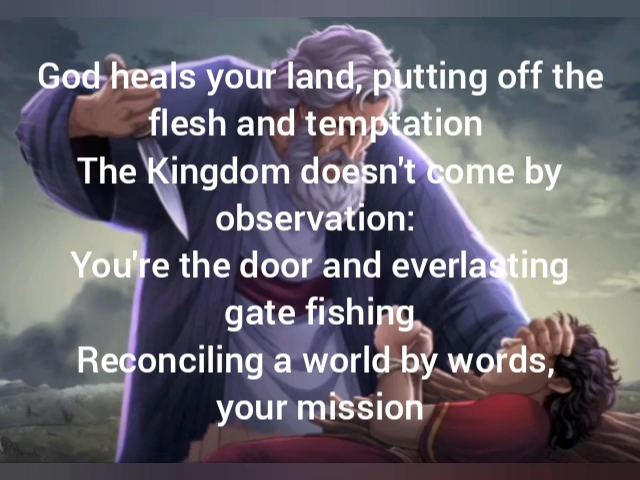 God heals your land, putting off the
flesh and temptation
The Kingdom doesn't come by
observation:
You're the door and everlasting
gate fishing
Reconciling a world by words,
your mission